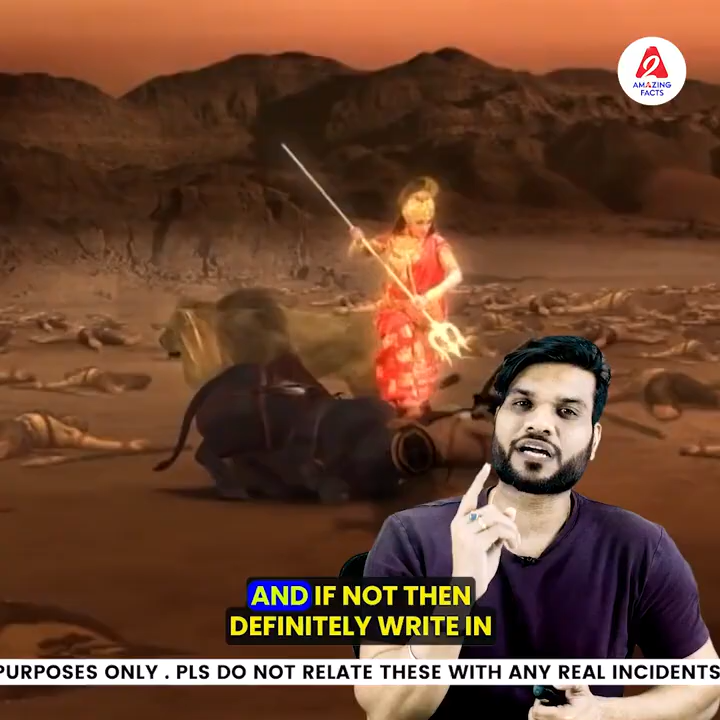 A2
AMAZING
FACTS
AND IF NOT THEN
DEFINITELY WRITE IN
PURPOSES ONLY . PLS DO NOT RELATE THESE WITH ANY REAL INCIDENTS